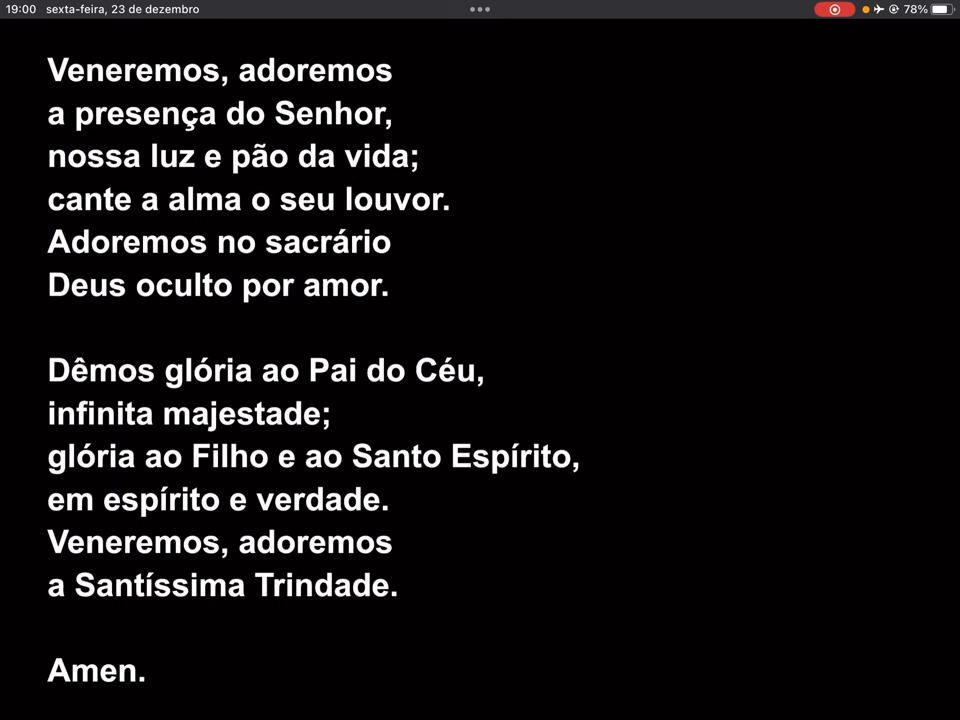 19:00 sexta-feira, 23 de dezembro 78%
Veneremos, adoremos
a presença do Senhor,
nossa luz e pão da vida;
cante a alma o seu louvor.
Adoremos no sacrário
Deus oculto por amor.
Dêmos glória ao Pai do Céu,
infinita majestade;
glória ao Filho e ao Santo Espírito,
em espírito e verdade.
Veneremos, adoremos
a Santíssima Trindade.
Amen.